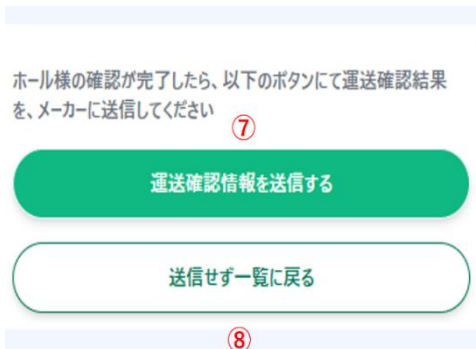 ホール様の確認が完了したら、以下のボタンにて運送確認結果
を、メーカーに送信してください
⑦
運送確認情報を送信する
送信せず一覧に戻る
⑧